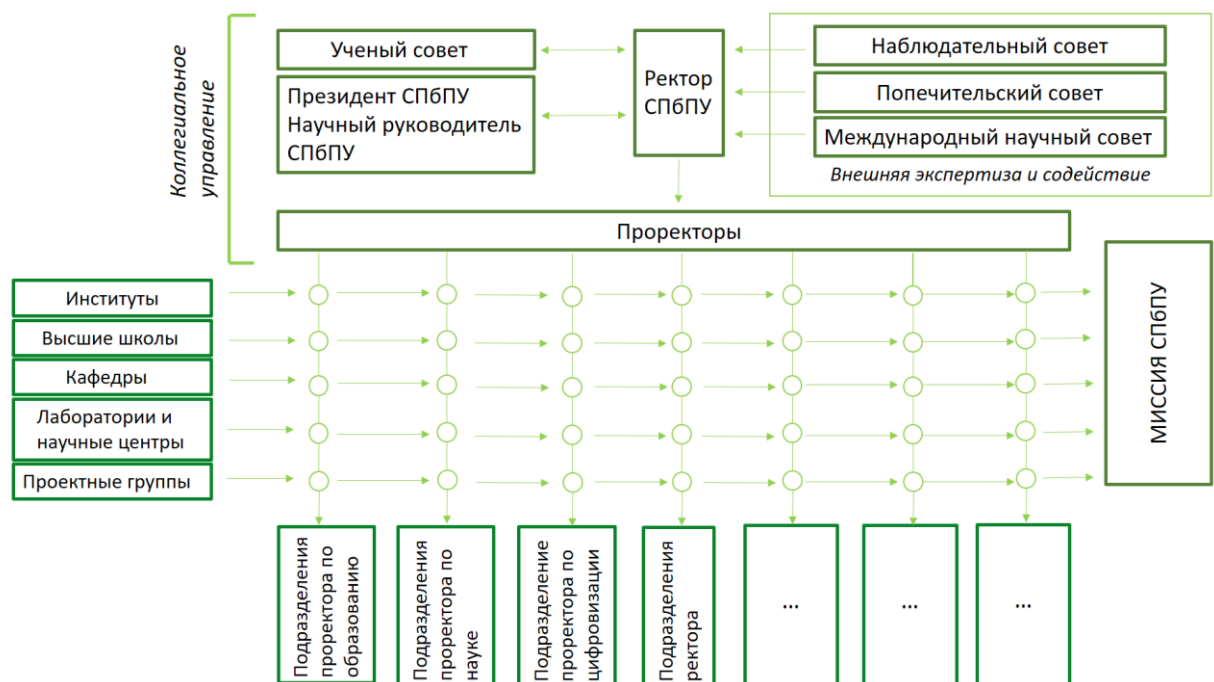 Коллегиальное
управление
Ученый совет
Президент СПбПУ
Научный руководитель
СПбПУ
Ректор
СПбПУ
Наблюдательный совет
Попечительский совет
Международный научный совет
Внешняя экспертиза и содействие
Проректоры
Институты
Высшие школы
Кафедры
Лаборатории и
научные центры
Проектные группы
МИССИЯ СПбПУ
Подразделения
проректора по
образованию
Подразделения
проректора по
науке
Подразделение
проректора по
цифровизации
Подразделения
ректора
...
...
...